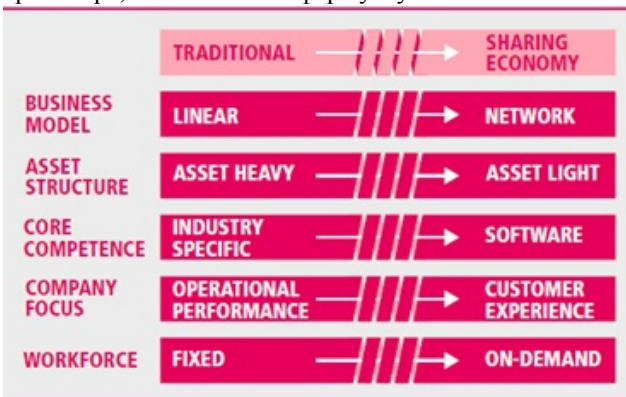 TRADITIONAL
SHARING
ECONOMY
BUSINESS
MODEL
LINEAR
NETWORK
ASSET
STRUCTURE
ASSET HEAVY
ASSET LIGHT
CORE
COMPETENCE
INDUSTRY
SPECIFIC
SOFTWARE
COMPANY
FOCUS
OPERATIONAL
PERFORMANCE
CUSTOMER
EXPERIENCE
WORKFORCE
FIXED
ON-DEMAND